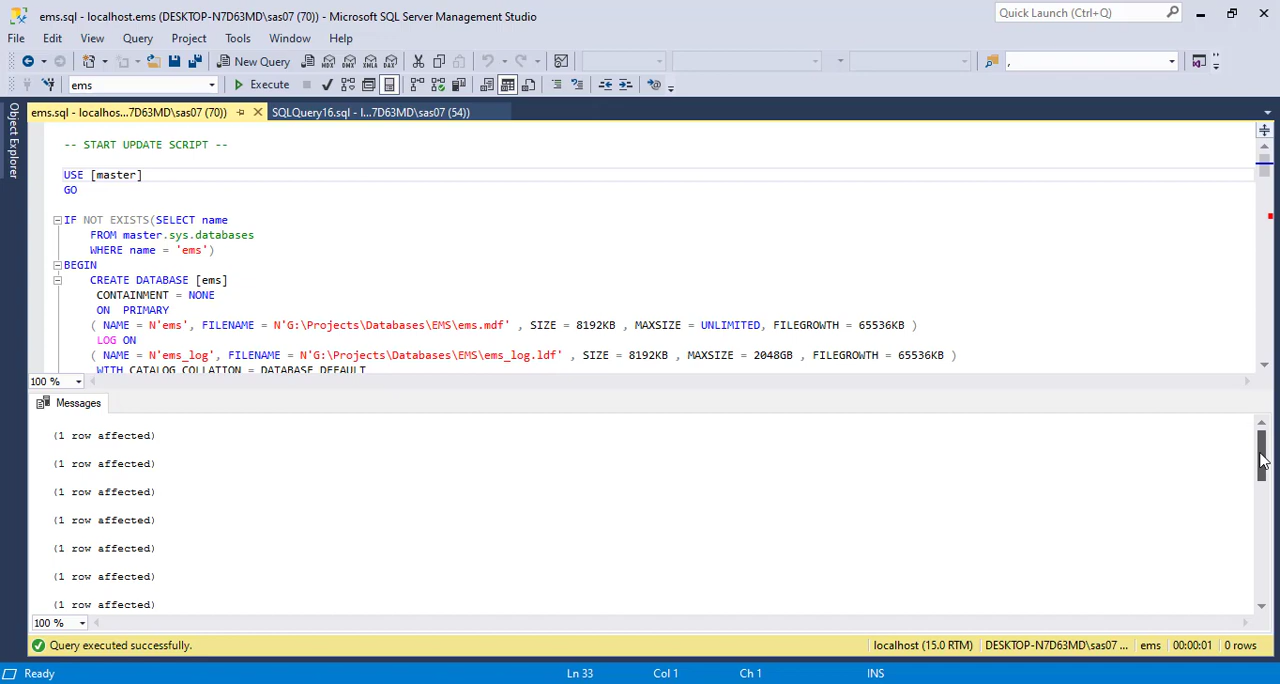 ems.sql - localhost.ems (DESKTOP-N7D63MD\sas07 (70)) - Microsoft SQL Server Management Studio
Quick Launch (Ctrl+Q)
File Edit View Query Project Tools Window Help
New Query MDX DMX XMLA DAX ,
ems Execute
ems.sql - localhos...7D63MD\sas07 (70)) SQLQuery16.sql - l...7D63MD\sas07 (54))
Object Explorer
-- START UPDATE SCRIPT --
USE [master]
GO
IF NOT EXISTS(SELECT name
FROM master.sys.databases
WHERE name = 'ems')
BEGIN
CREATE DATABASE [ems]
CONTAINMENT = NONE
ON  PRIMARY
( NAME = N'ems', FILENAME = N'G:\Projects\Databases\EMS\ems.mdf' , SIZE = 8192KB , MAXSIZE = UNLIMITED, FILEGROWTH = 65536KB )
LOG ON
( NAME = N'ems_log', FILENAME = N'G:\Projects\Databases\EMS\ems_log.ldf' , SIZE = 8192KB , MAXSIZE = 2048GB , FILEGROWTH = 65536KB )
WITH CATALOG_COLLATION = DATABASE_DEFAULT
100 %
Messages
(1 row affected)
(1 row affected)
(1 row affected)
(1 row affected)
(1 row affected)
(1 row affected)
(1 row affected)
100 %
Query executed successfully. localhost (15.0 RTM) DESKTOP-N7D63MD\sas07 ... ems 00:00:01 0 rows
Ready Ln 33 Col 1 Ch 1 INS